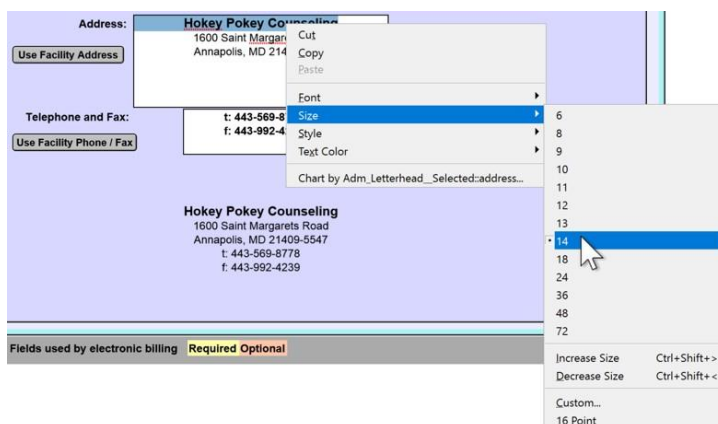 Address:
Hokey Pokey Counseling
1600 Saint
Annapolis, MD 214
Use Facility Address
Telephone and Fax:
t: 443-569-8
f: 443-992-4
Use Facility Phone / Fax
Cut
Copy
Paste
Font
Size
Style
Text Color
Chart by Adm_Letterhead__Selected::address...
6
8
9
10
11
12
13
14
18
24
36
48
72
Increase Size Ctrl+Shift+>
Decrease Size Ctrl+Shift+<
Custom...
16 Point
Hokey Pokey Counseling
1600 Saint Margarets Road
Annapolis, MD 21409-5547
t: 443-569-8778
f: 443-992-4239
Fields used by electronic billing Required Optional